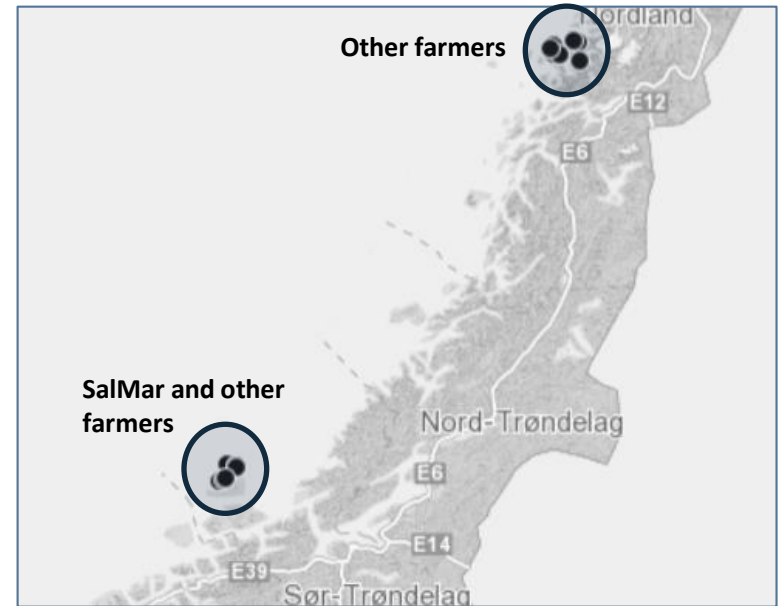 Nordland
Other farmers
E12
E6
SalMar and other
farmers
Nord-Trøndelag
E6
E14
E39
Sør-Trøndelag